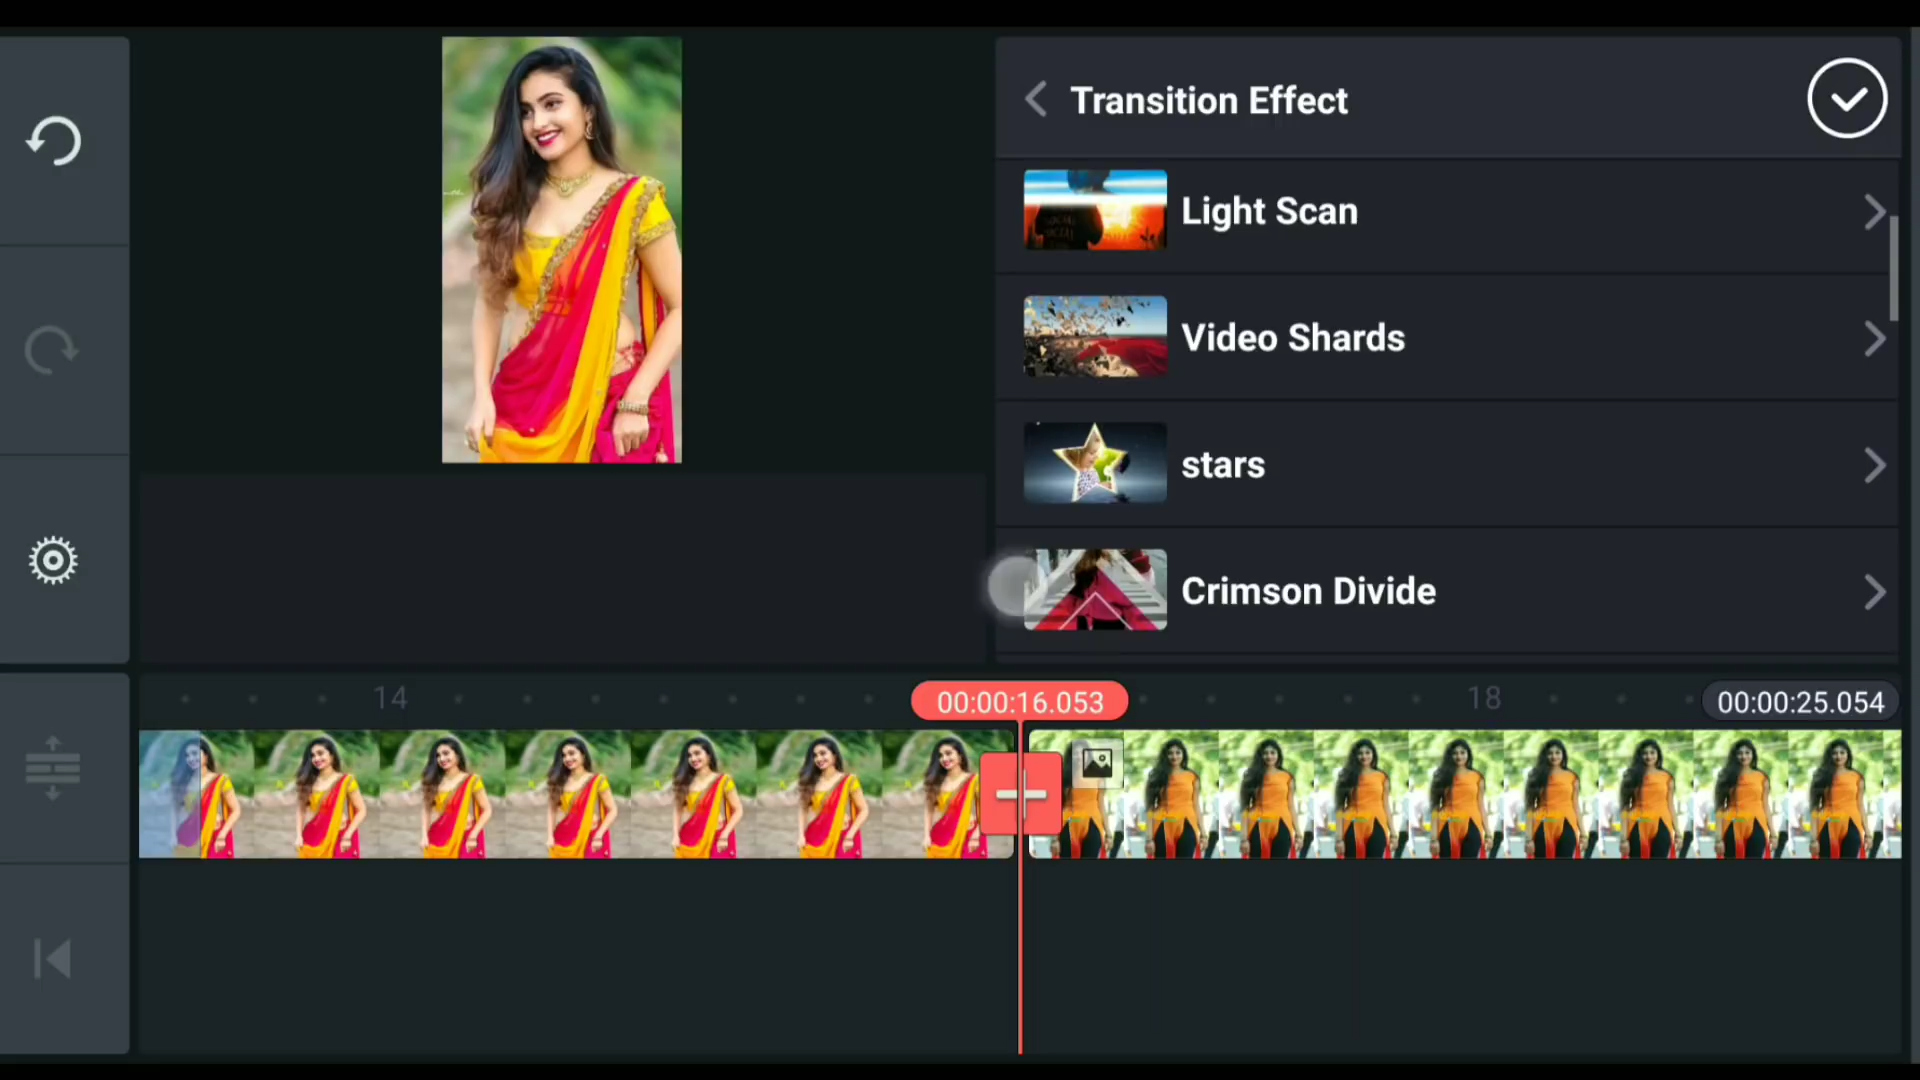 Transition Effect
Light Scan
Video Shards
stars
Crimson Divide
14
00:00:16.053
18
00:00:25.054